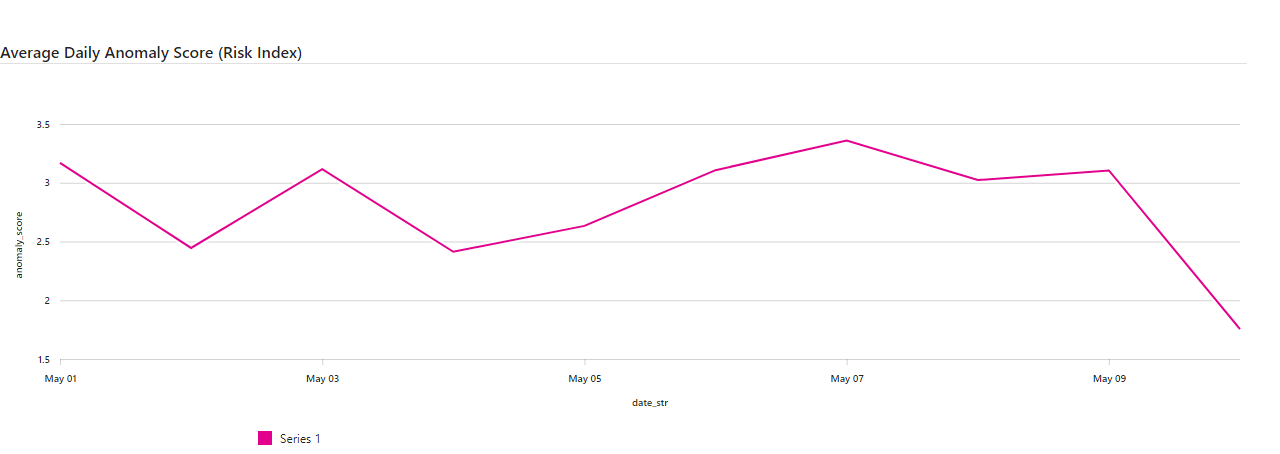 Average Daily Anomaly Score (Risk Index)
3.5
3
2.5
2
1.5
anomaly_score
May 01
May 03
May 05
May 07
May 09
date_str
Series 1